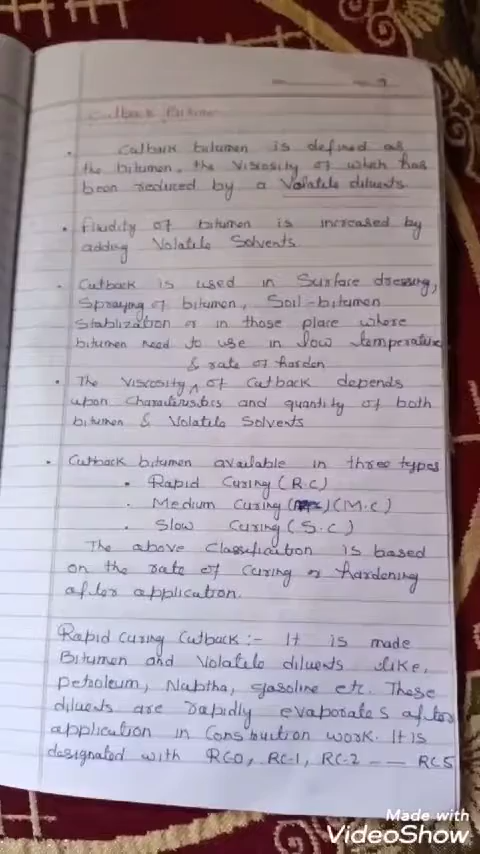 Cutback Bitumen
Cutback bitumen is defined as
the bitumen, the viscosity of which has
been reduced by a Volatile diluents
Fluidity of bitumen is increased by
adding Volatile Solvents
Cutback is used in Surface dressing,
Spraying of bitumen, Soil-bitumen
Stablization or in those place where
bitumen need to use in low temperature
& rate of harden
The Viscosity ^ of Cutback depends
upon characteristics and quantity of both
bitumen & Volatile Solvents
Cutback bitumen available in three types
Rapid Curing (R.C)
Medium Curing (M.C)
Slow Curing (S.C)
The above Classification is based
on the rate of curing or hardening
after application.
Rapid curing Cutback:- It is made
Bitumen and Volatile diluents like,
petroleum, Naptha, gasoline etc. These
diluents are rapidly evaporates after
application in Construction work. It is
designated with RC0, RC-1, RC-2 -- RC5
Made with
VideoShow